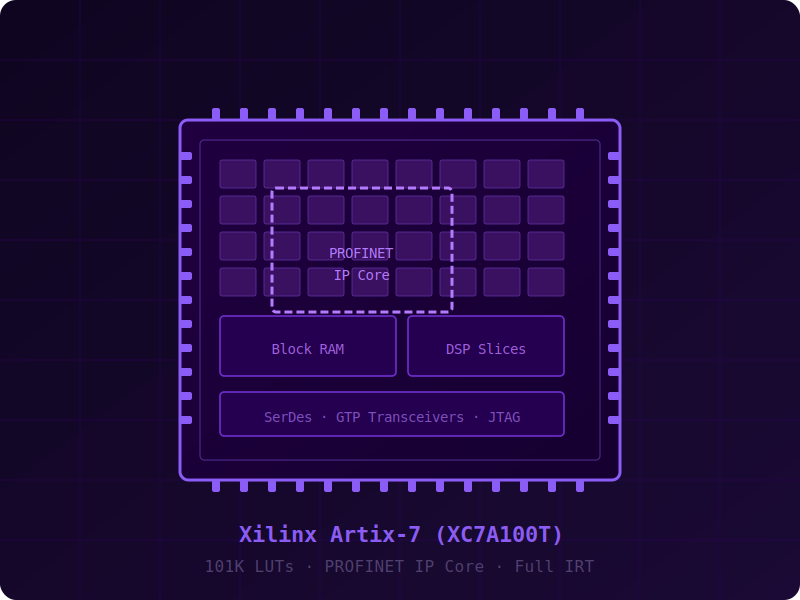 PROFINET
IP Core
Block RAM
DSP Slices
SerDes · GTP Transceivers · JTAG
Xilinx Artix-7 (XC7A100T)
101K LUTs · PROFINET IP Core · Full IRT